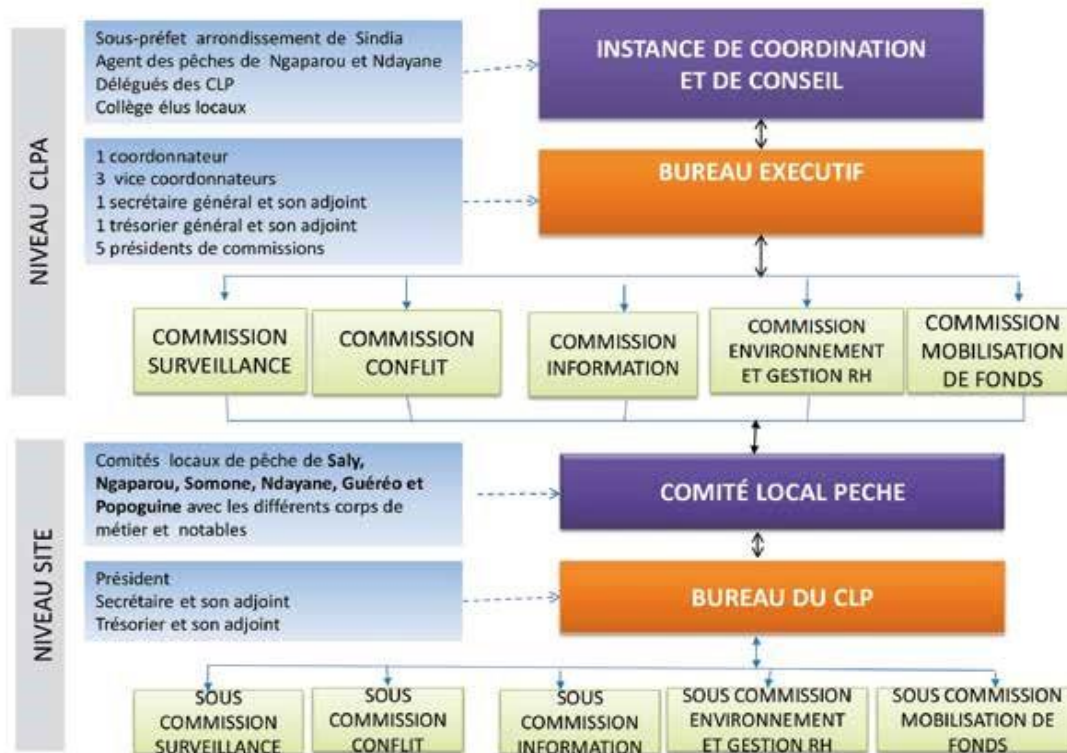 NIVEAU CLPA
Sous-préfet arrondissement de Sindia
Agent des pêches de Ngaparou et Ndayane
Délégués des CLP
Collège élus locaux
INSTANCE DE COORDINATION
ET DE CONSEIL
1 coordonnateur
3 vice coordonnateurs
1 secrétaire général et son adjoint
1 trésorier général et son adjoint
5 présidents de commissions
BUREAU EXECUTIF
COMMISSION
SURVEILLANCE
COMMISSION
CONFLIT
COMMISSION
INFORMATION
COMMISSION
ENVIRONNEMENT
ET GESTION RH
COMMISSION
MOBILISATION
DE FONDS
NIVEAU SITE
Comités locaux de pêche de Saly,
Ngaparou, Somone, Ndayane, Guéréo et
Popoguine avec les différents corps de
métier et notables
COMITÉ LOCAL PECHE
Président
Secrétaire et son adjoint
Trésorier et son adjoint
BUREAU DU CLP
SOUS
COMMISSION
SURVEILLANCE
SOUS
COMMISSION
CONFLIT
SOUS
COMMISSION
INFORMATION
SOUS COMMISSION
ENVIRONNEMENT
ET GESTION RH
SOUS COMMISSION
MOBILISATION DE
FONDS